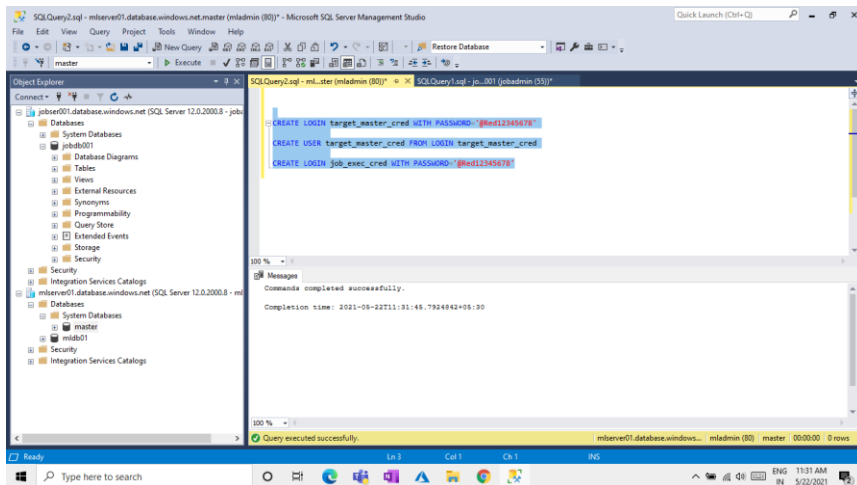 SQLQuery2.sql - mlserver01.database.windows.net.master (mladmin (80))* - Microsoft SQL Server Management Studio
Quick Launch (Ctrl+Q)
File Edit View Query Project Tools Window Help
New Query
Restore Database
master
Execute
Object Explorer
SQLQuery2.sql - ml...ster (mladmin (80))*
SQLQuery1.sql - jo...001 (jobadmin (55))*
Connect
jobser001.database.windows.net (SQL Server 12.0.2000.8 - joba
Databases
System Databases
jobdb001
Database Diagrams
Tables
Views
External Resources
Synonyms
Programmability
Query Store
Extended Events
Storage
Security
Security
Integration Services Catalogs
mlserver01.database.windows.net (SQL Server 12.0.2000.8 - ml
Databases
System Databases
master
mldb01
Security
Integration Services Catalogs
CREATE LOGIN target_master_cred WITH PASSWORD='@Red12345678'
CREATE USER target_master_cred FROM LOGIN target_master_cred
CREATE LOGIN job_exec_cred WITH PASSWORD='@Red12345678'
100 %
Messages
Commands completed successfully.
Completion time: 2021-05-22T11:31:45.7924842+05:30
100 %
Query executed successfully.
mlserver01.database.windows... mladmin (80) master 00:00:00 0 rows
Ready
Ln 3 Col 1 Ch 1 INS
Type here to search
ENG
IN
11:31 AM
5/22/2021